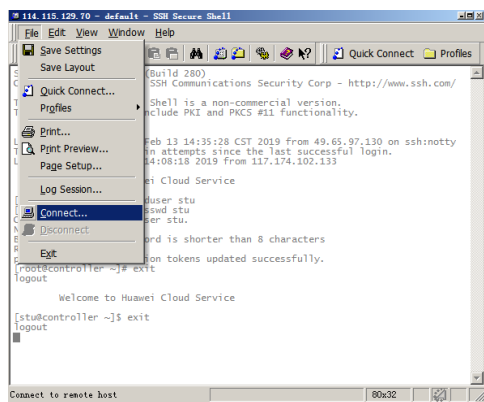 114.115.129.70 - default - SSH Secure Shell
File Edit View Window Help
Quick Connect Profiles
Save Settings
Save Layout
Quick Connect...
Profiles
Print...
Print Preview...
Page Setup...
Log Session...
Connect...
Disconnect
Exit
(Build 280)
SSH Communications Security Corp - http://www.ssh.com/
Shell is a non-commercial version.
nclude PKI and PKCS #11 functionality.
Feb 13 14:35:28 CST 2019 from 49.65.97.130 on ssh:notty
n attempts since the last successful login.
14:08:18 2019 from 117.174.102.133
ei Cloud Service
duser stu
sswd stu
ser stu.
ord is shorter than 8 characters
ion tokens updated successfully.
[root@controller ~]# exit
logout
Welcome to Huawei Cloud Service
[stu@controller ~]$ exit
logout
Connect to remote host
80x32